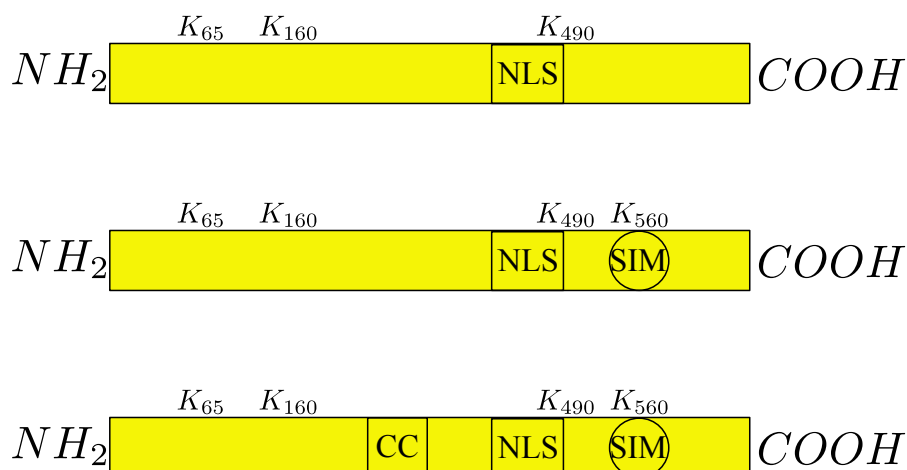 K65 K160 K490
NH2 NLS COOH
K65 K160 K490 K560
NH2 NLS SIM COOH
K65 K160 K490 K560
NH2 CC NLS SIM COOH